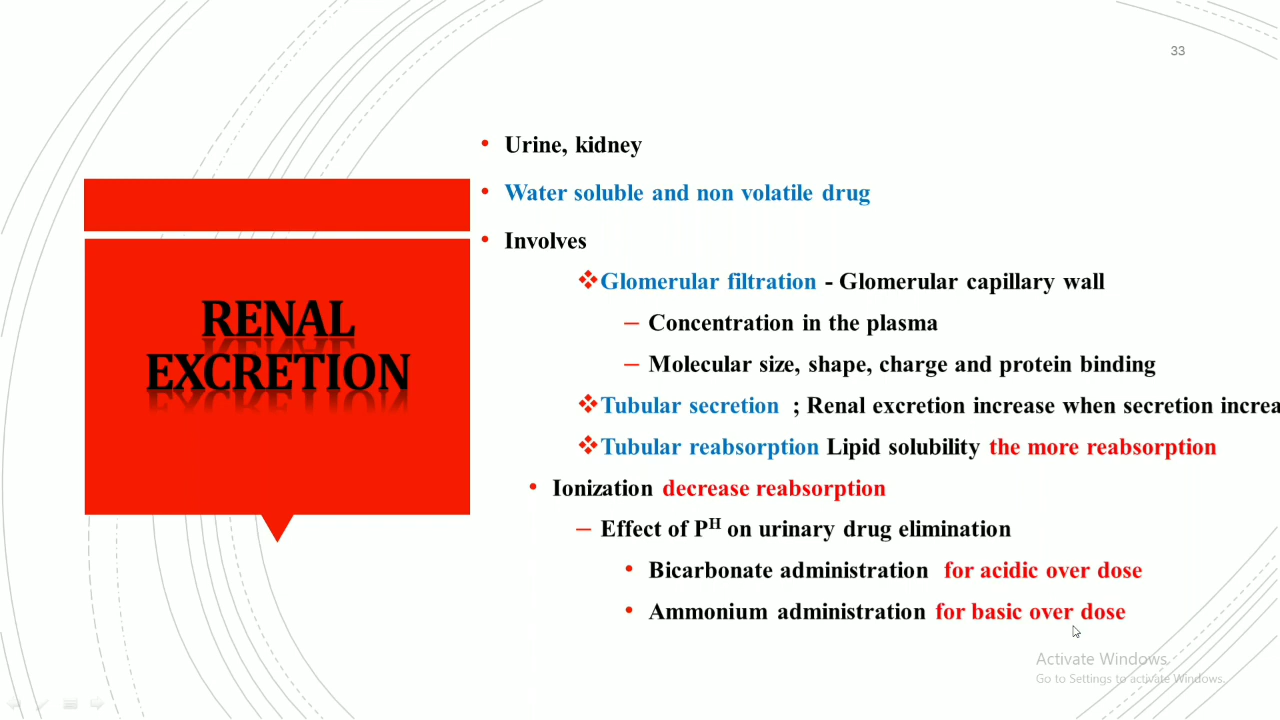 33
RENAL
EXCRETION
• Urine, kidney
• Water soluble and non volatile drug
• Involves
❖Glomerular filtration - Glomerular capillary wall
– Concentration in the plasma
– Molecular size, shape, charge and protein binding
❖Tubular secretion ; Renal excretion increase when secretion increa
❖Tubular reabsorption Lipid solubility the more reabsorption
• Ionization decrease reabsorption
– Effect of Pᴴ on urinary drug elimination
• Bicarbonate administration for acidic over dose
• Ammonium administration for basic over dose
Activate Windows
Go to Settings to activate Windows.